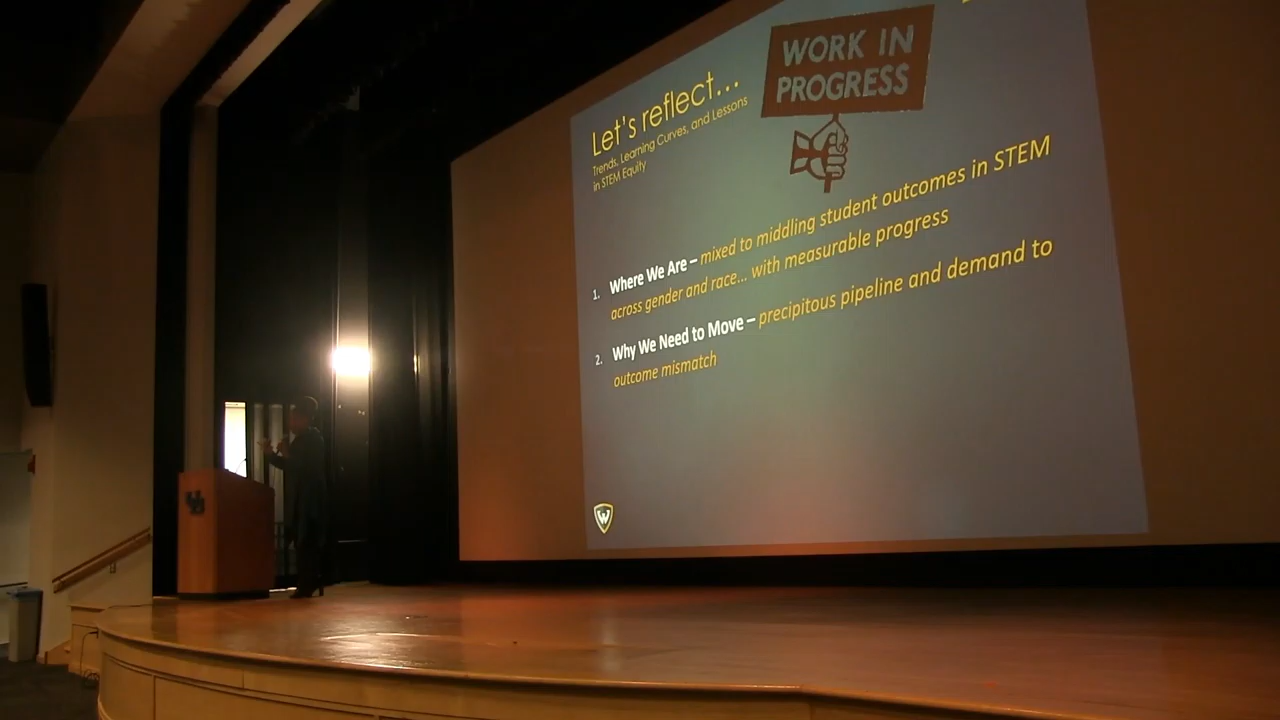 WORK IN
PROGRESS
Let's reflect...
Trends, Learning Curves, and Lessons
in STEM Equity
1. Where We Are – mixed to middling student outcomes in STEM
across gender and race... with measurable progress
2. Why We Need to Move – precipitous pipeline and demand to
outcome mismatch
W
UD